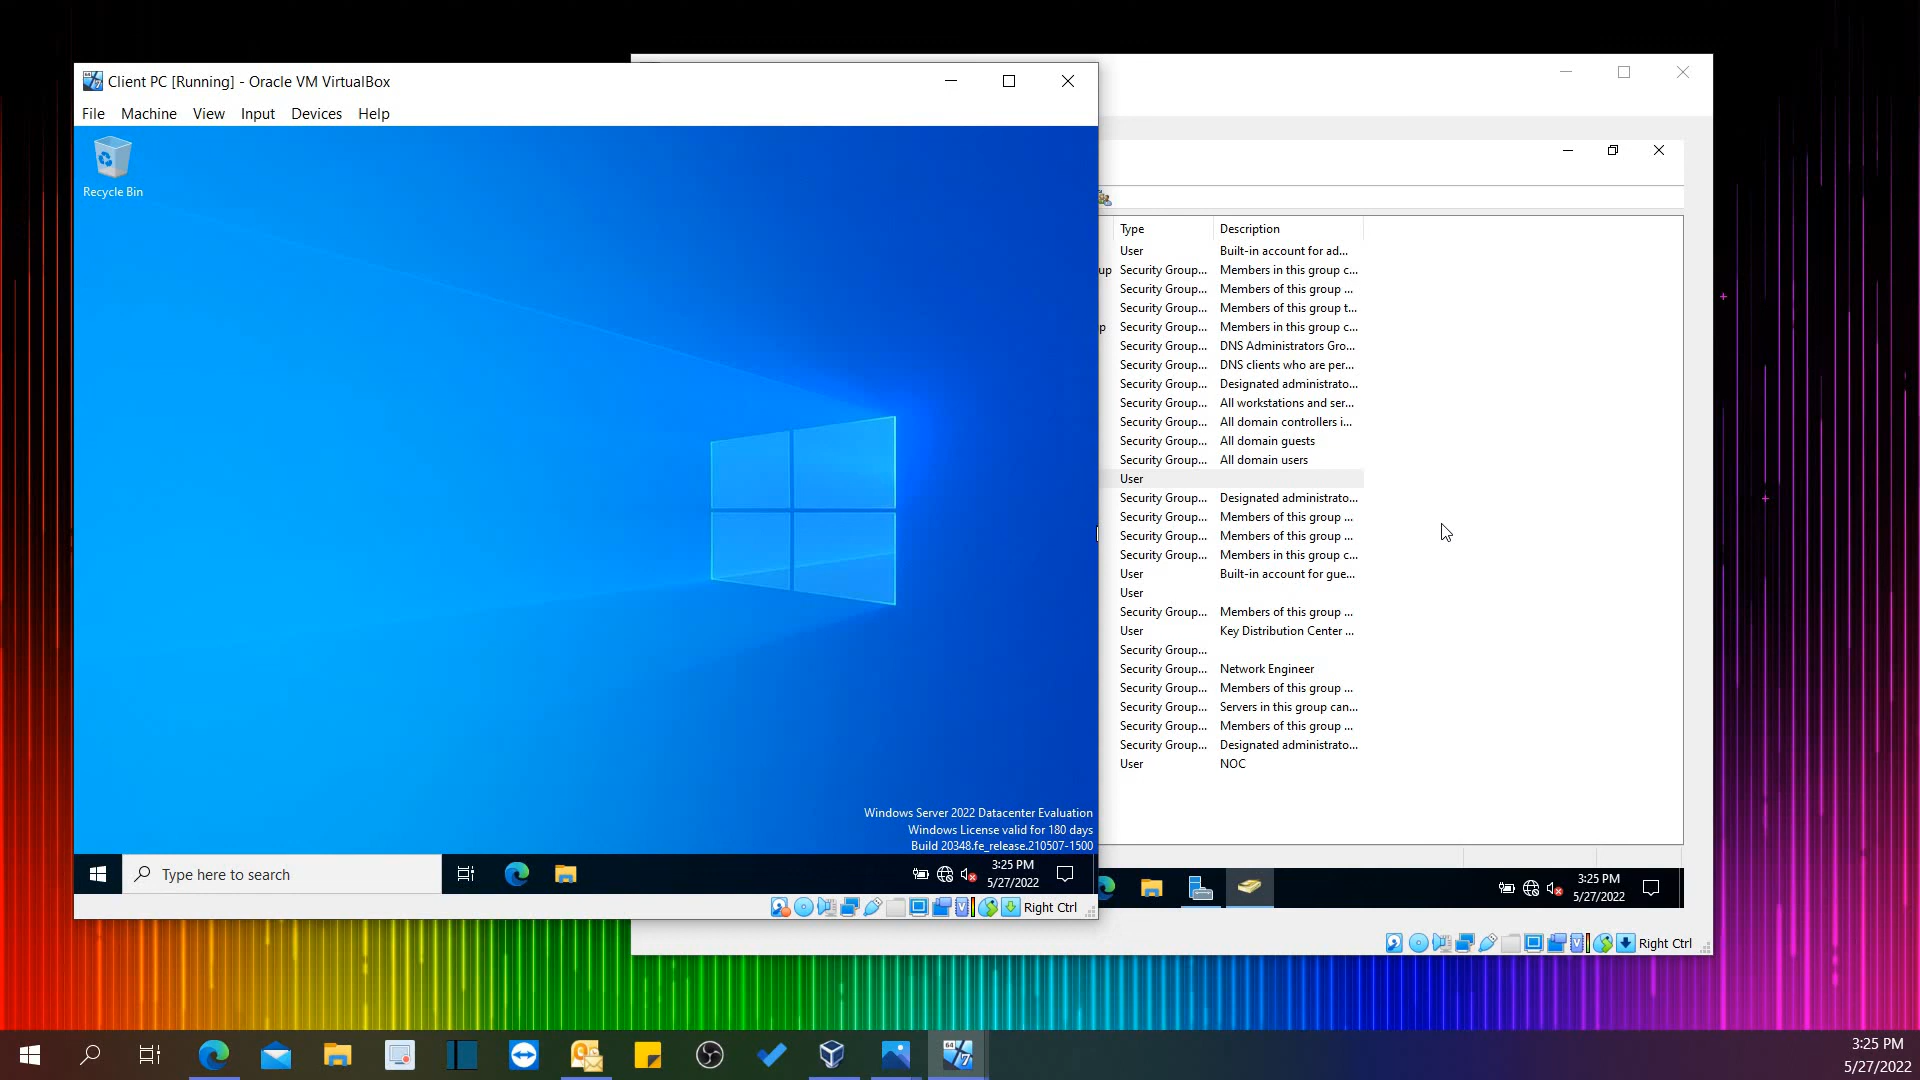 Client PC [Running] - Oracle VM VirtualBox
File Machine View Input Devices Help
Recycle Bin
Type Description
User Built-in account for ad...
up Security Group... Members in this group c...
Security Group... Members of this group ...
Security Group... Members of this group t...
p Security Group... Members in this group c...
Security Group... DNS Administrators Gro...
Security Group... DNS clients who are per...
Security Group... Designated administrato...
Security Group... All workstations and ser...
Security Group... All domain controllers i...
Security Group... All domain guests
Security Group... All domain users
User
Security Group... Designated administrato...
Security Group... Members of this group ...
Security Group... Members of this group ...
Security Group... Members in this group c...
User Built-in account for gue...
User
Security Group... Members of this group ...
User Key Distribution Center ...
Security Group...
Security Group... Network Engineer
Security Group... Members of this group ...
Security Group... Servers in this group can...
Security Group... Members of this group ...
Security Group... Designated administrato...
User NOC
Windows Server 2022 Datacenter Evaluation
Windows License valid for 180 days
Build 20348.fe_release.210507-1500
Type here to search
3:25 PM
5/27/2022
Right Ctrl
3:25 PM
5/27/2022
Right Ctrl
3:25 PM
5/27/2022